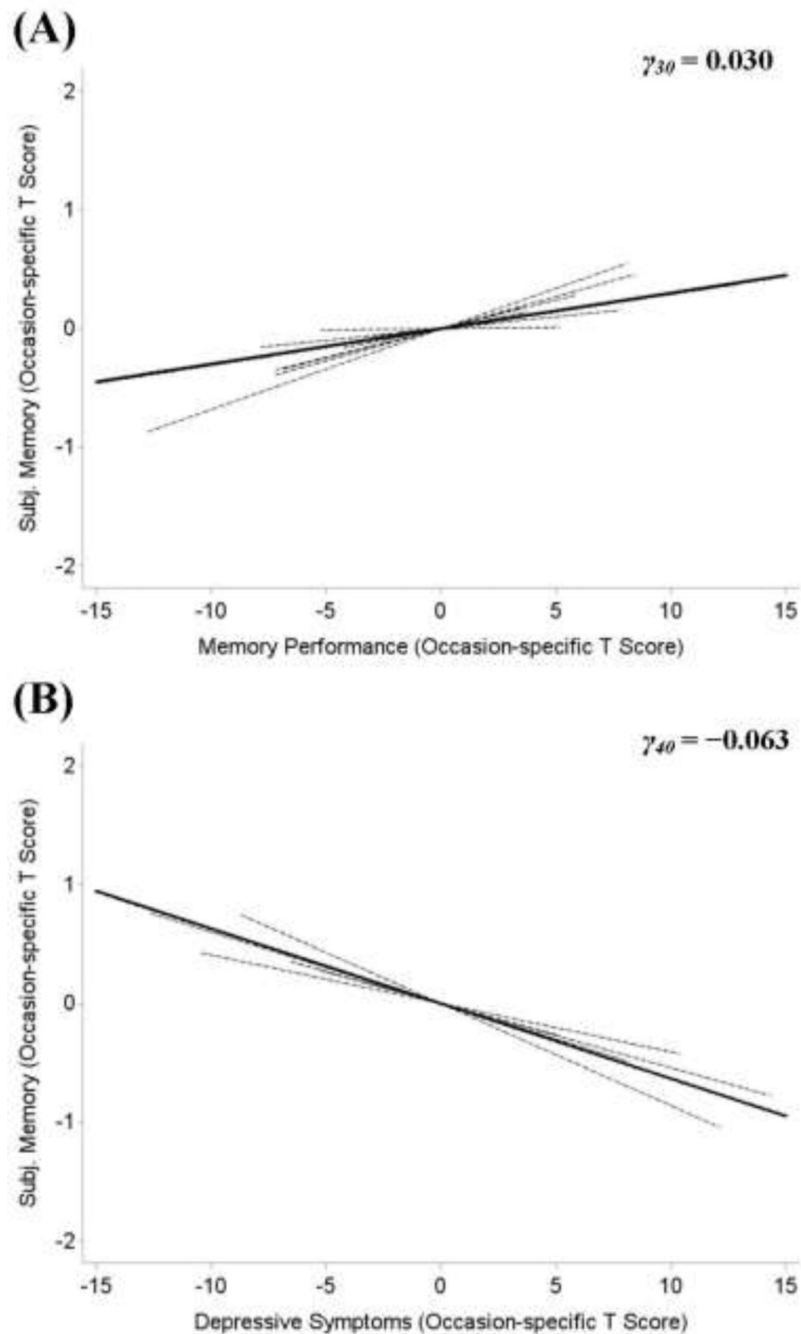 (A)
γ30 = 0.030
Subj. Memory (Occasion-specific T Score)
2
1
0
-1
-2
-15 -10 -5 0 5 10 15
Memory Performance (Occasion-specific T Score)
(B)
γ40 = −0.063
Subj. Memory (Occasion-specific T Score)
2
1
0
-1
-2
-15 -10 -5 0 5 10 15
Depressive Symptoms (Occasion-specific T Score)